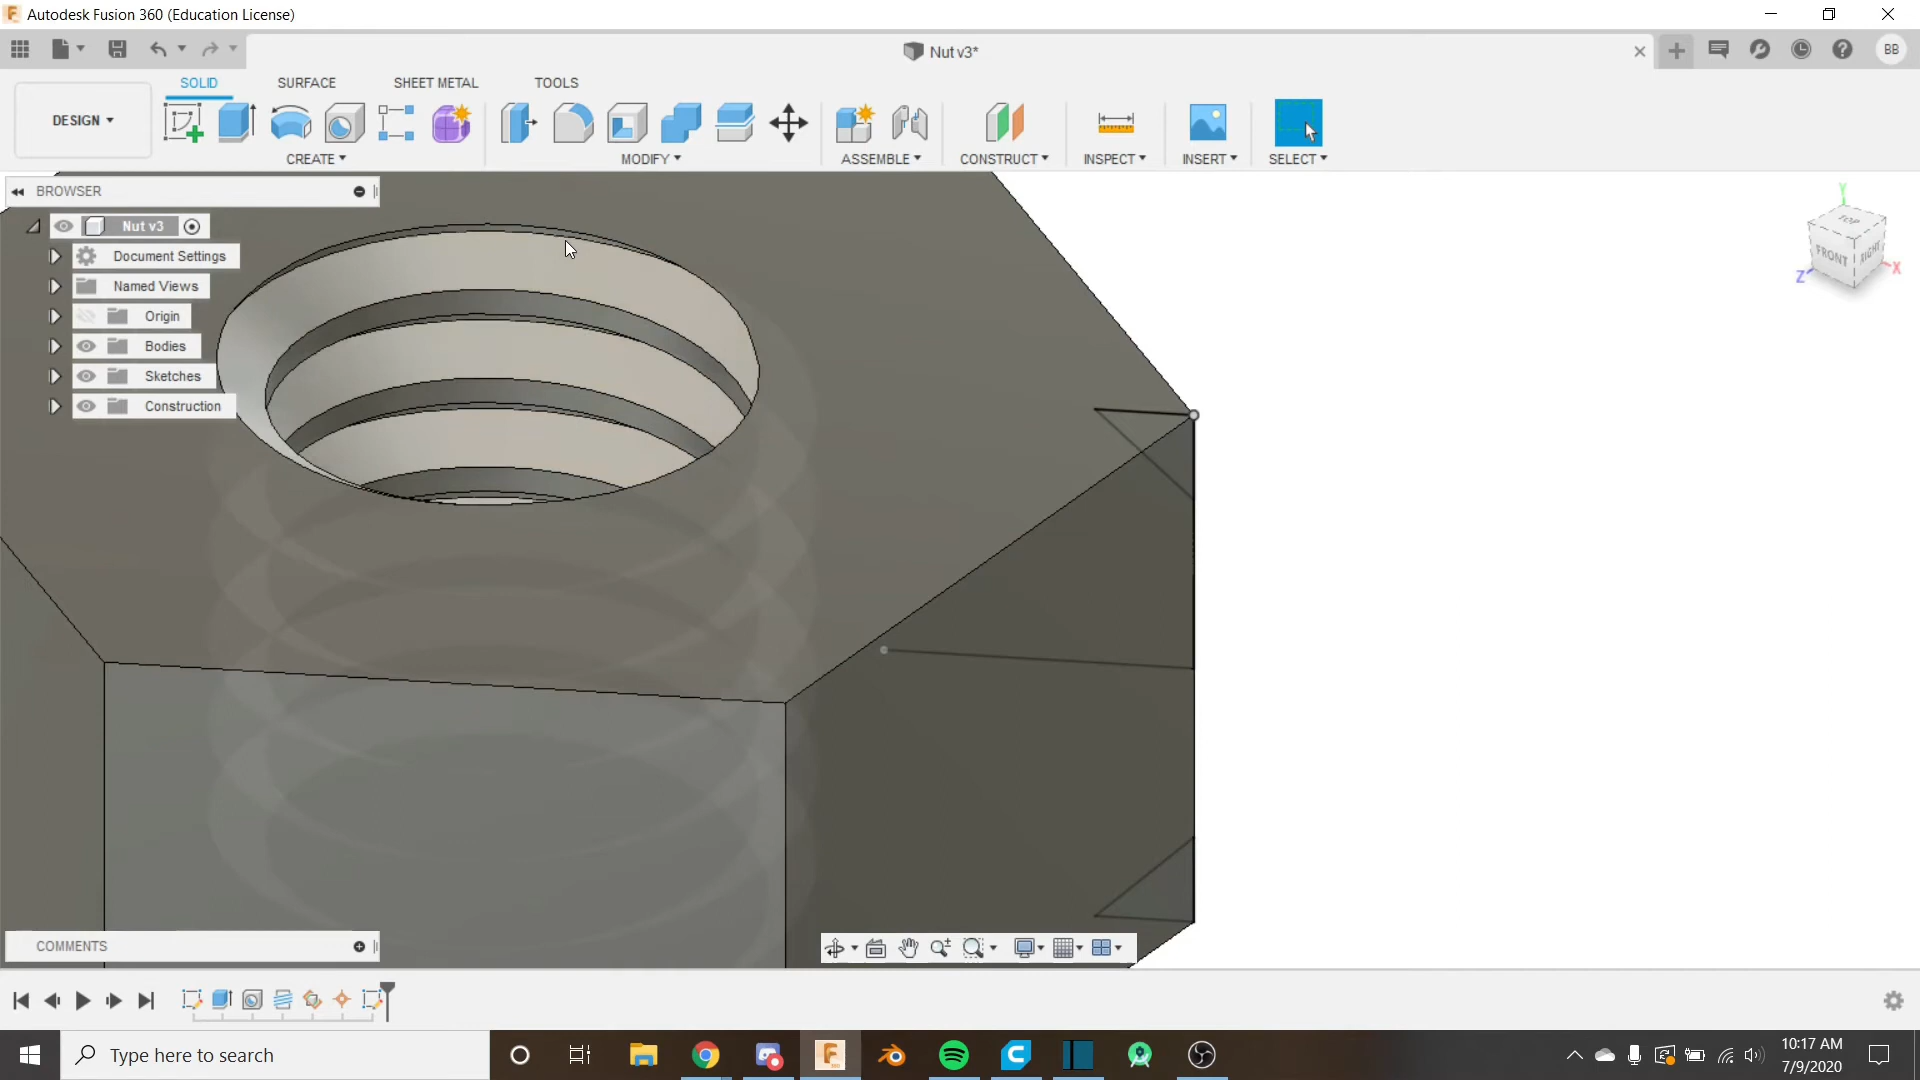 Autodesk Fusion 360 (Education License)
Nut v3*
BB
SOLID SURFACE SHEET METAL TOOLS
DESIGN
CREATE MODIFY ASSEMBLE CONSTRUCT INSPECT INSERT SELECT
BROWSER
Nut v3
Document Settings
Named Views
Origin
Bodies
Sketches
Construction
Y
TOP
FRONT
RIGHT
Z
X
COMMENTS
Type here to search
10:17 AM
7/9/2020